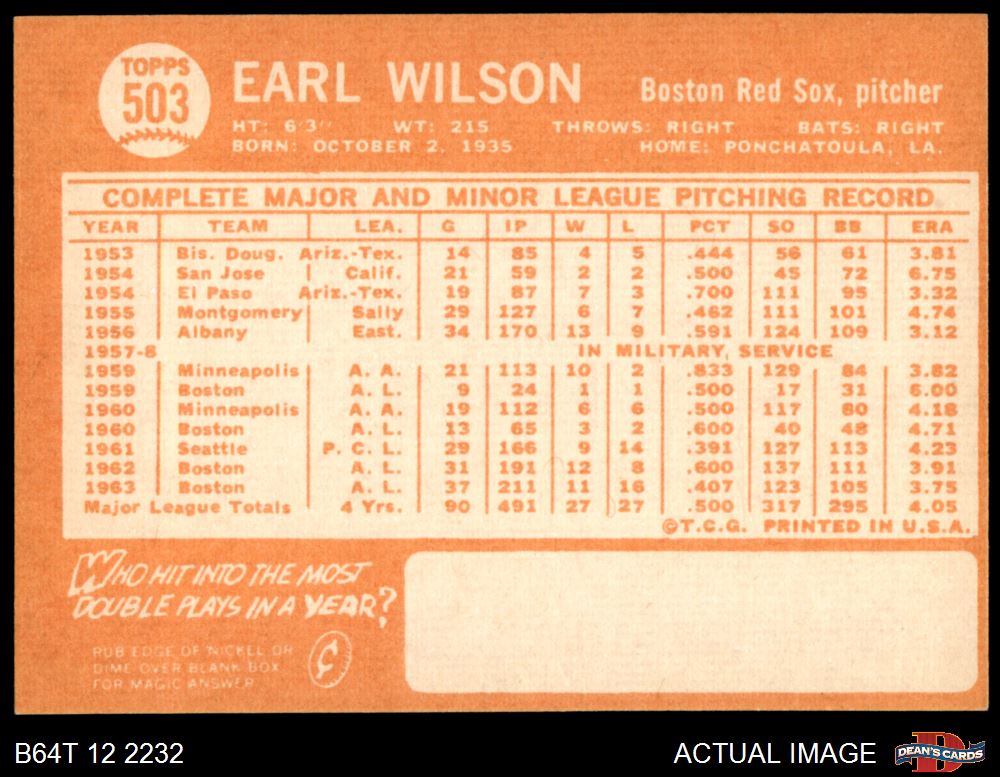 TOPPS
503
EARL WILSON
Boston Red Sox, pitcher
HT: 6'3" WT: 215 THROWS: RIGHT BATS: RIGHT
BORN: OCTOBER 2, 1935 HOME: PONCHATOULA, LA.
COMPLETE MAJOR AND MINOR LEAGUE PITCHING RECORD
YEAR TEAM LEA. G IP W L PCT SO BB ERA
1953 Bis. Doug. Ariz.-Tex. 14 85 4 5 .444 56 61 3.81
1954 San Jose Calif. 21 59 2 2 .500 45 72 6.75
1954 El Paso Ariz.-Tex. 19 87 7 3 .700 111 95 3.32
1955 Montgomery Sally 29 127 6 7 .462 111 101 4.74
1956 Albany East. 34 170 13 9 .591 124 109 3.12
1957-8 IN MILITARY SERVICE
1959 Minneapolis A. A. 21 113 10 2 .833 129 84 3.82
1959 Boston A. L. 9 24 1 1 .500 17 31 6.00
1960 Minneapolis A. A. 19 112 6 6 .500 117 80 4.18
1960 Boston A. L. 13 65 3 2 .600 40 48 4.71
1961 Seattle P. C. L. 29 166 9 14 .391 127 113 4.23
1962 Boston A. L. 31 191 12 8 .600 137 111 3.91
1963 Boston A. L. 37 211 11 16 .407 123 105 3.75
Major League Totals 4 Yrs. 90 491 27 27 .500 317 295 4.05
©T.C.G. PRINTED IN U.S.A.
WHO HIT INTO THE MOST
DOUBLE PLAYS IN A YEAR?
RUB EDGE OF NICKEL OR
DIME OVER BLANK BOX
FOR MAGIC ANSWER
¢
B64T 12 2232 ACTUAL IMAGE
DEAN'S CARDS